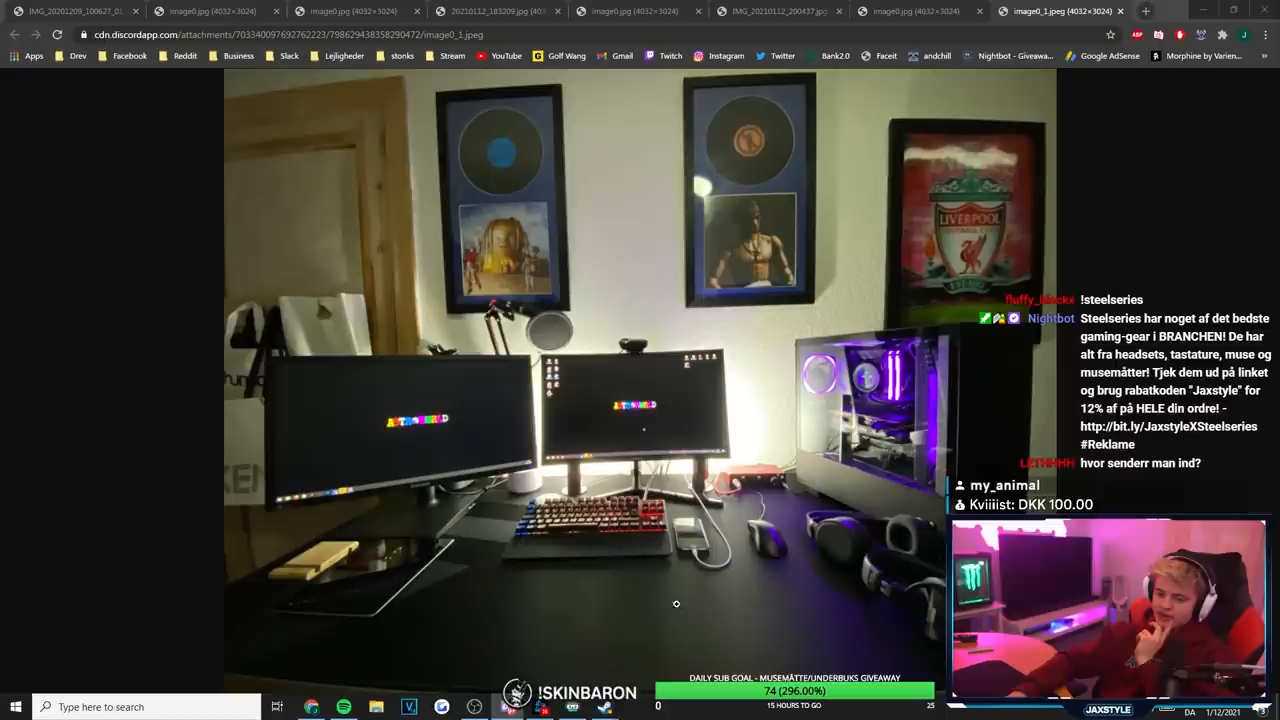 IMG_20201209_100627_03.
image0.jpg (4032×3024)
image0.jpg (4032×3024)
20210112_183209.jpg (403
image0.jpg (4032×3024)
IMG_20210112_200437.jpg
image0.jpg (4032×3024)
image0_1.jpeg (4032×3024)
cdn.discordapp.com/attachments/703340097692762223/798629438358290472/image0_1.jpeg
Apps Drev Facebook Reddit Business Slack Lejligheder stonks Stream YouTube Golf Wang Gmail Twitch Instagram Twitter Bank2.0 Faceit andchill Nightbot - Giveawa... Google AdSense Morphine by Varien...
LIVERPOOL
ASTROWORLD
ASTROWORLD
!steelseries
Nightbot Steelseries har noget af det bedste
gaming-gear i BRANCHEN! De har
alt fra headsets, tastature, muse og
musemåtter! Tjek dem ud på linket
og brug rabatkoden "Jaxstyle" for
12% af på HELE din ordre! -
http://bit.ly/JaxstyleXSteelseries
#Reklame
hvor senderr man ind?
my_animal
Kviiiist: DKK 100.00
DAILY SUB GOAL - MUSEMÅTTE/UNDERBUKS GIVEAWAY
!SKINBARON
74 (296.00%)
0 15 HOURS TO GO 25
Type here to search
JAXSTYLE
DA 1/12/2021